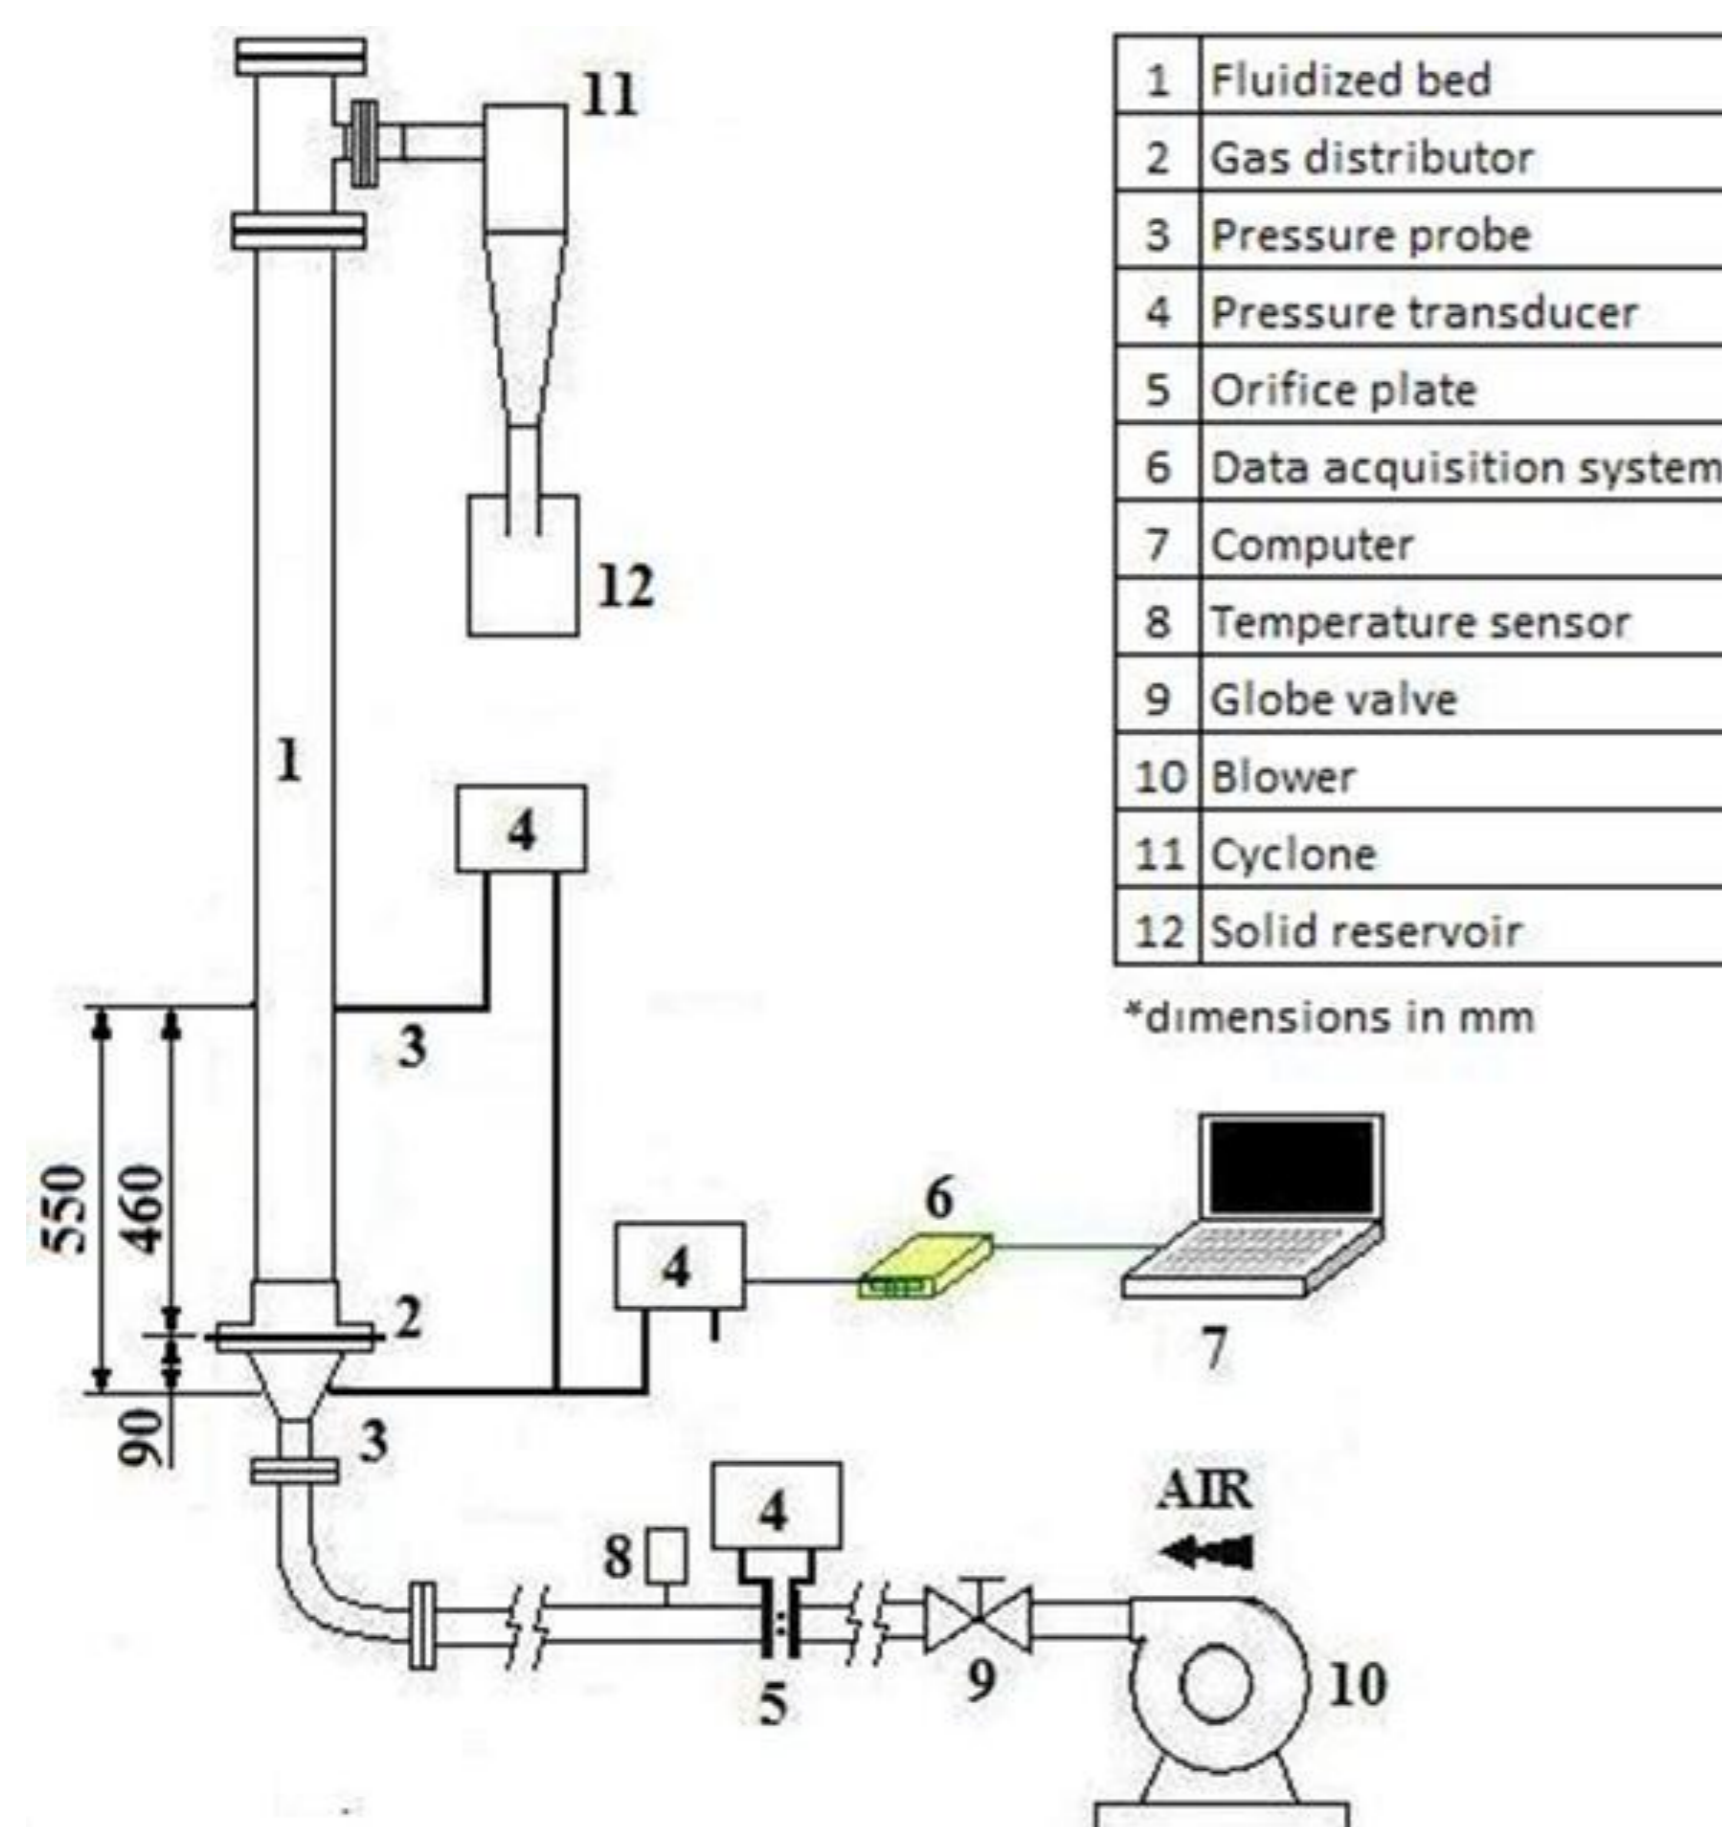 11
12
1
4
3
550
460
2
90
3
4
6
7
8
4
5
AIR
9
10
1 Fluidized bed
2 Gas distributor
3 Pressure probe
4 Pressure transducer
5 Orifice plate
6 Data acquisition system
7 Computer
8 Temperature sensor
9 Globe valve
10 Blower
11 Cyclone
12 Solid reservoir
*dımensions in mm